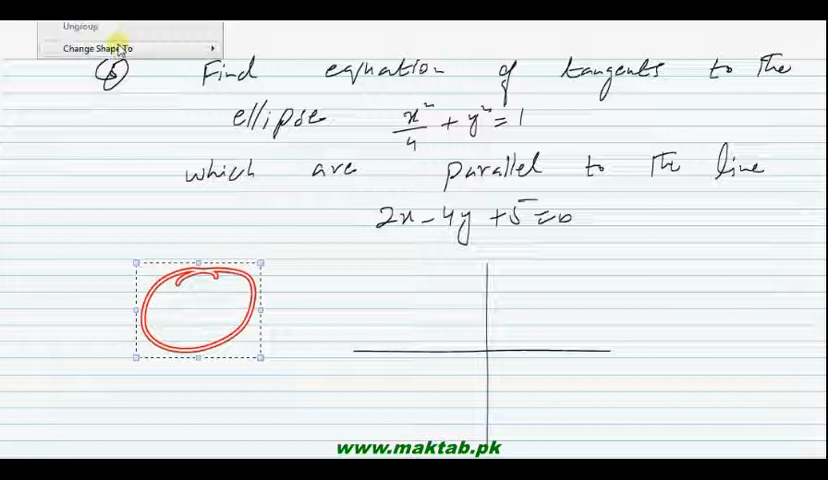 Ungroup
Change Shape To
Q Find equation of tangents to the
ellipse x²/4 + y² = 1
which are parallel to the line
2x - 4y + 5 = 0
www.maktab.pk